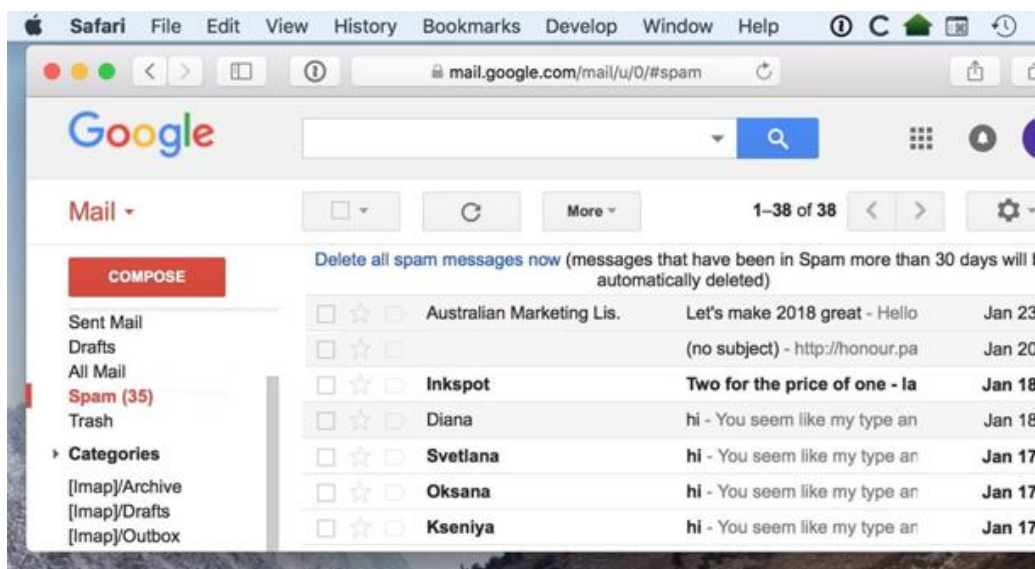 Safari File Edit View History Bookmarks Develop Window Help
mail.google.com/mail/u/0/#spam
Google
Mail
More
1–38 of 38
COMPOSE
Sent Mail
Drafts
All Mail
Spam (35)
Trash
Categories
[Imap]/Archive
[Imap]/Drafts
[Imap]/Outbox
Delete all spam messages now (messages that have been in Spam more than 30 days will
automatically deleted)
Australian Marketing Lis. Let's make 2018 great - Hello Jan 23
(no subject) - http://honour.pa Jan 20
Inkspot Two for the price of one - la Jan 18
Diana hi - You seem like my type an Jan 18
Svetlana hi - You seem like my type an Jan 17
Oksana hi - You seem like my type an Jan 17
Kseniya hi - You seem like my type an Jan 17